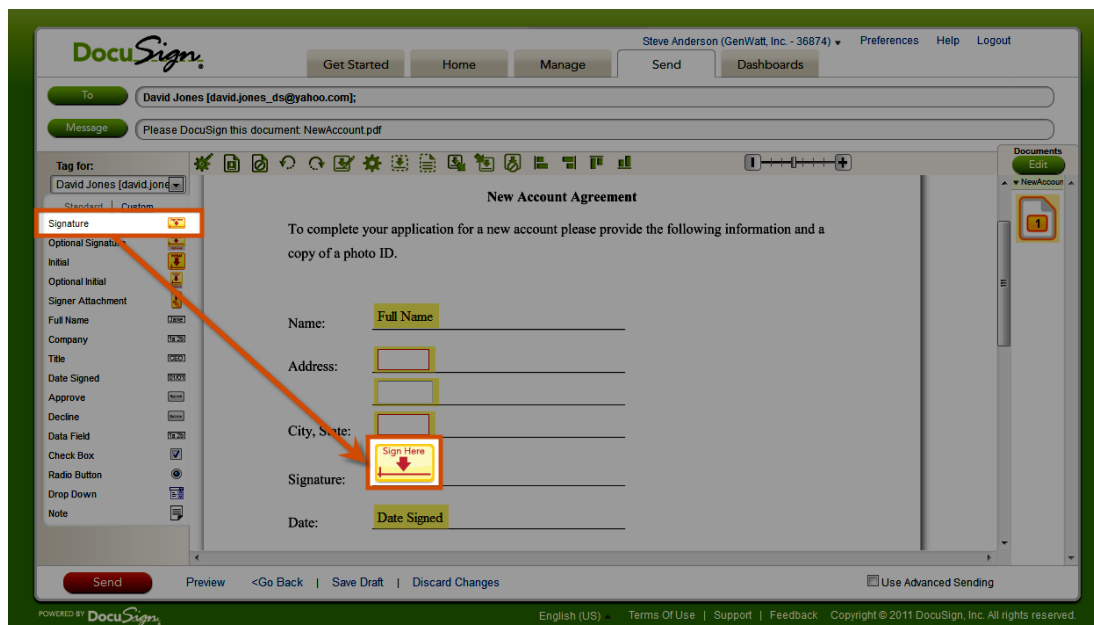 DocuSign
Steve Anderson (GenWatt, Inc. - 36874) Preferences Help Logout
Get Started Home Manage Send Dashboards
To David Jones [david.jones_ds@yahoo.com];
Message Please DocuSign this document: NewAccount.pdf
Tag for:
David Jones [david.jone
Standard | Custom
Signature
Optional Signature
Initial
Optional Initial
Signer Attachment
Full Name
Company
Title
Date Signed
Approve
Decline
Data Field
Check Box
Radio Button
Drop Down
Note
New Account Agreement
To complete your application for a new account please provide the following information and a
copy of a photo ID.
Name: Full Name
Address:
City, State:
Sign Here
Signature:
Date: Date Signed
Documents
Edit
NewAccoun
1
Send Preview <Go Back | Save Draft | Discard Changes Use Advanced Sending
POWERED BY DocuSign English (US) Terms Of Use | Support | Feedback Copyright © 2011 DocuSign, Inc. All rights reserved.